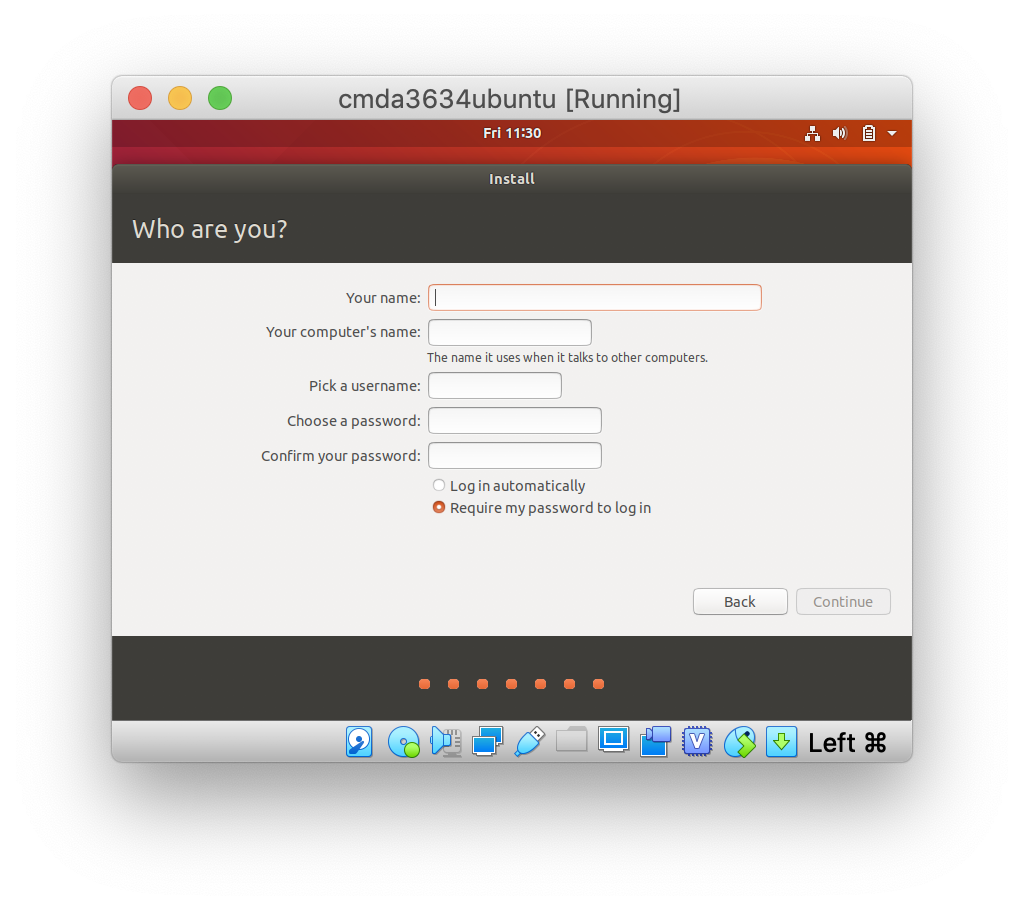 cmda3634ubuntu [Running]
Fri 11:30
Install
Who are you?
Your name:
Your computer's name:
The name it uses when it talks to other computers.
Pick a username:
Choose a password:
Confirm your password:
Log in automatically
Require my password to log in
Back Continue
V Left ⌘